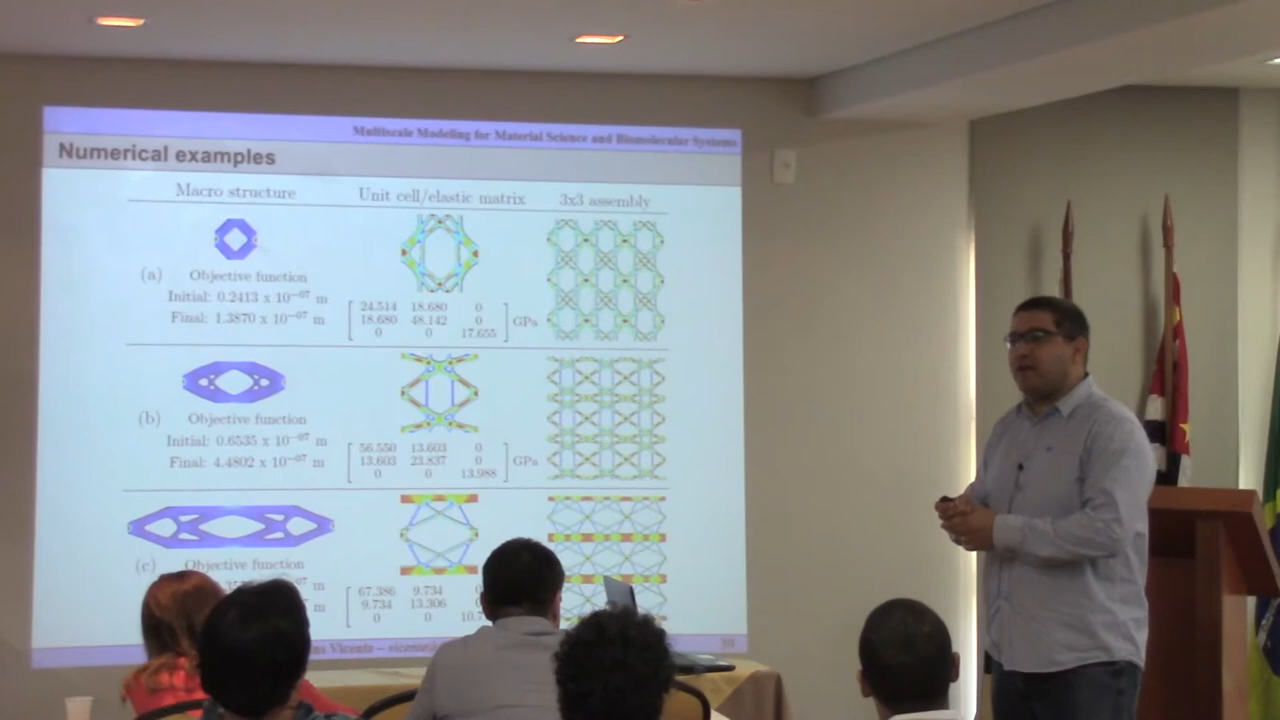 Multiscale Modeling for Material Science and Biomolecular Systems
Numerical examples
Macro structure Unit cell/elastic matrix 3x3 assembly
(a) Objective function
Initial: 0.2413 x 10⁻⁰⁷ m
Final: 1.3870 x 10⁻⁰⁷ m
24.514 18.680 0
18.680 48.142 0
0 0 17.655
GPa
(b) Objective function
Initial: 0.6535 x 10⁻⁰⁷ m
Final: 4.4802 x 10⁻⁰⁷ m
56.550 13.603 0
13.603 23.837 0
0 0 13.988
GPa
(c) Objective function
m
m
67.386 9.734
9.734 13.306
0 0 10.7
Vicente –